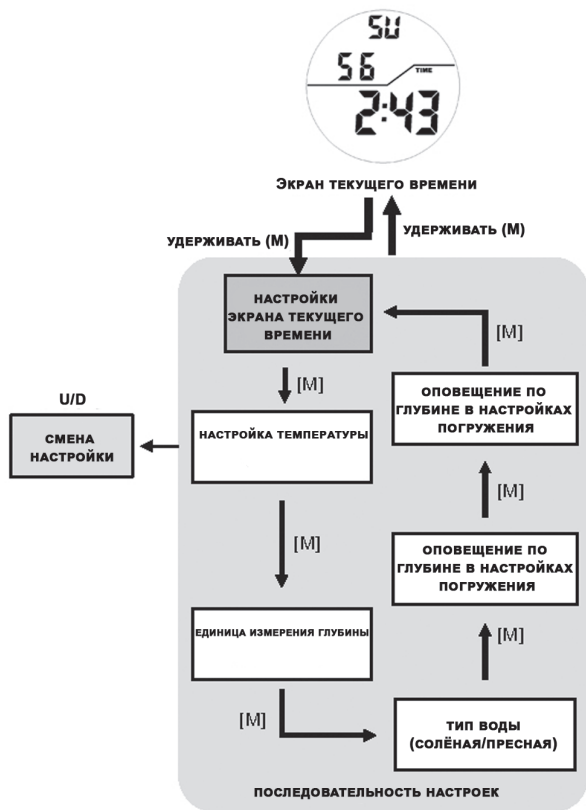 SU
56
TIME
2:43
ЭКРАН ТЕКУЩЕГО ВРЕМЕНИ
УДЕРЖИВАТЬ (М)
УДЕРЖИВАТЬ (М)
НАСТРОЙКИ
ЭКРАНА ТЕКУЩЕГО
ВРЕМЕНИ
[M]
U/D
СМЕНА
НАСТРОЙКИ
НАСТРОЙКА ТЕМПЕРАТУРЫ
[M]
ЕДИНИЦА ИЗМЕРЕНИЯ ГЛУБИНЫ
[M]
ТИП ВОДЫ
(СОЛЁНАЯ/ПРЕСНАЯ)
[M]
ОПОВЕЩЕНИЕ ПО
ГЛУБИНЕ В НАСТРОЙКАХ
ПОГРУЖЕНИЯ
[M]
ОПОВЕЩЕНИЕ ПО
ГЛУБИНЕ В НАСТРОЙКАХ
ПОГРУЖЕНИЯ
[M]
ПОСЛЕДОВАТЕЛЬНОСТЬ НАСТРОЕК